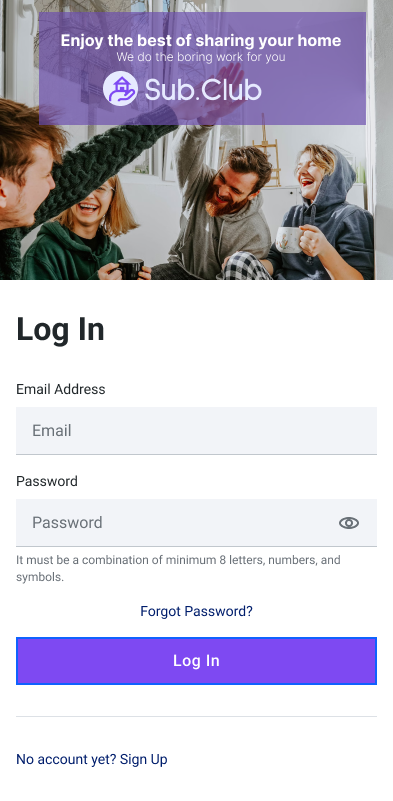 Enjoy the best of sharing your home
We do the boring work for you
Sub.Club
Log In
Email Address
Email
Password
Password
It must be a combination of minimum 8 letters, numbers, and
symbols.
Forgot Password?
Log In
No account yet? Sign Up